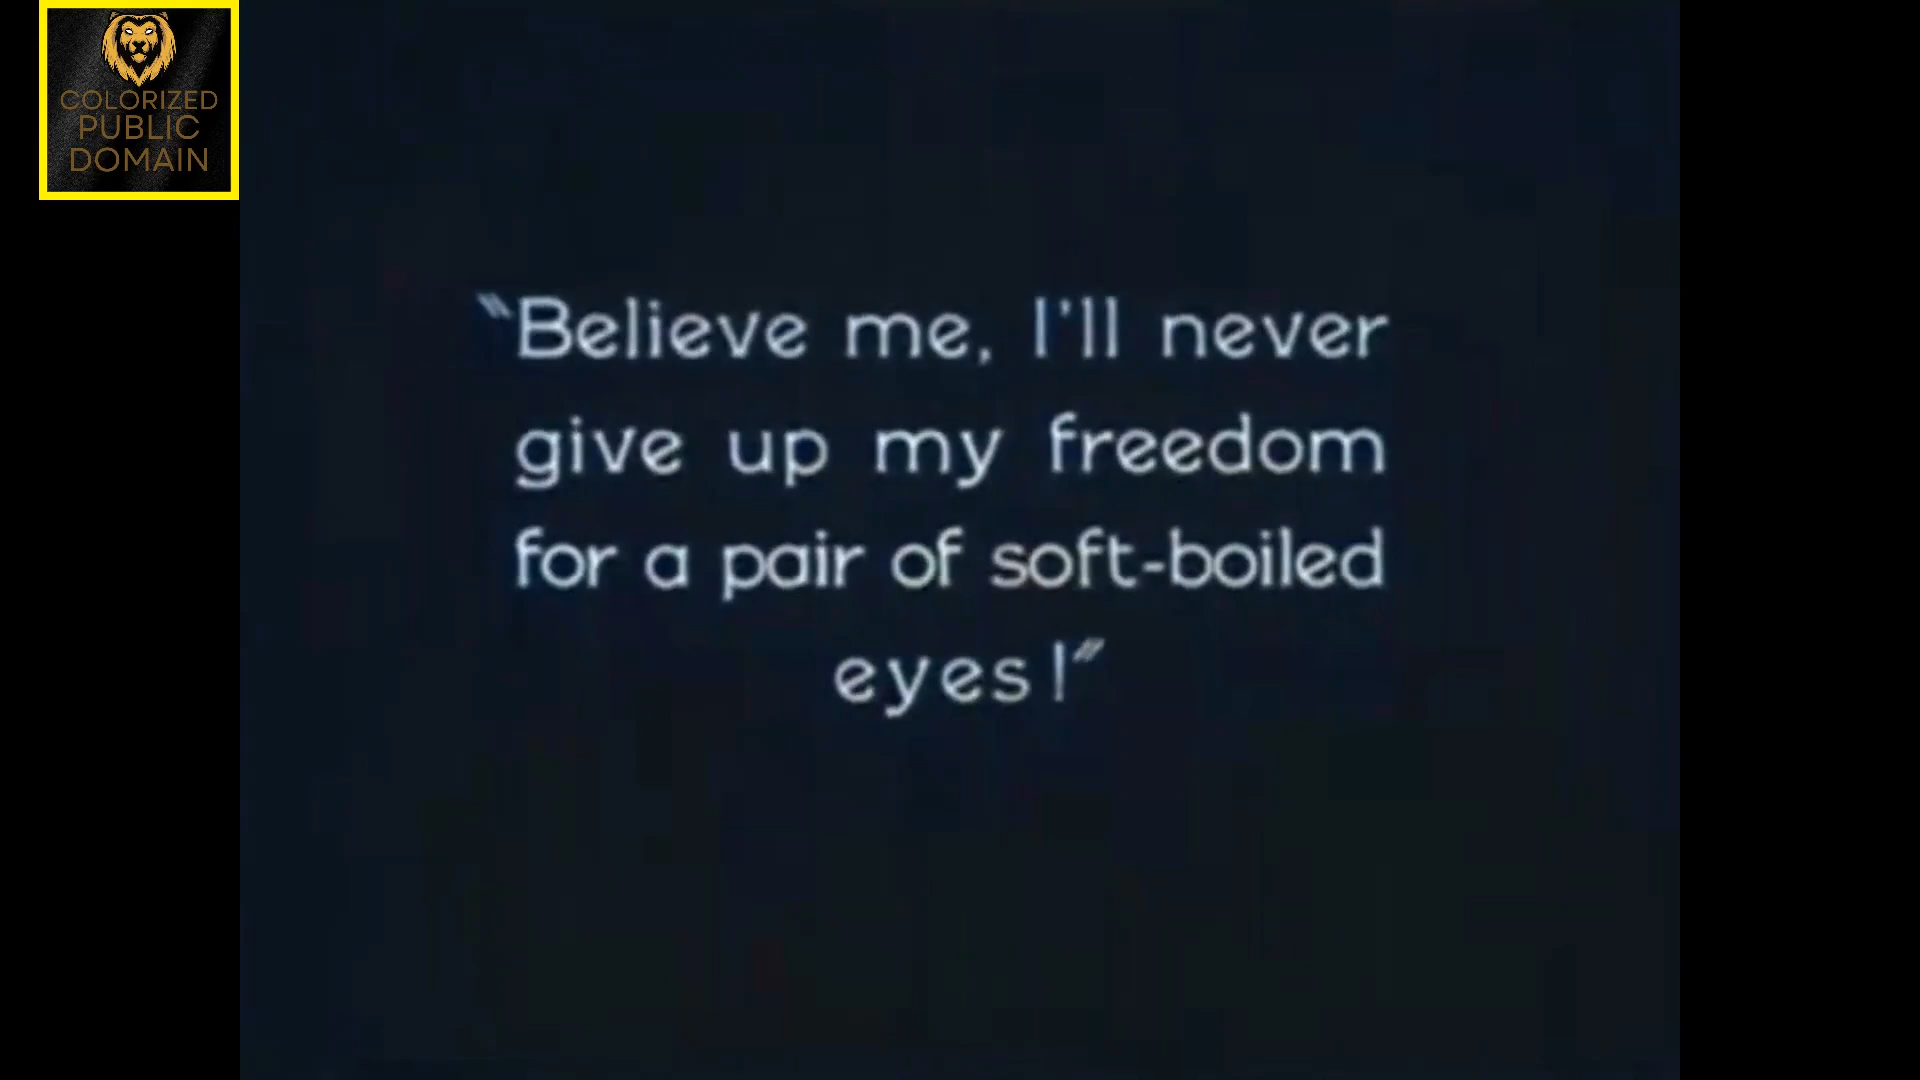 COLORIZED
PUBLIC
DOMAIN
"Believe me, I'll never
give up my freedom
for a pair of soft-boiled
eyes!"